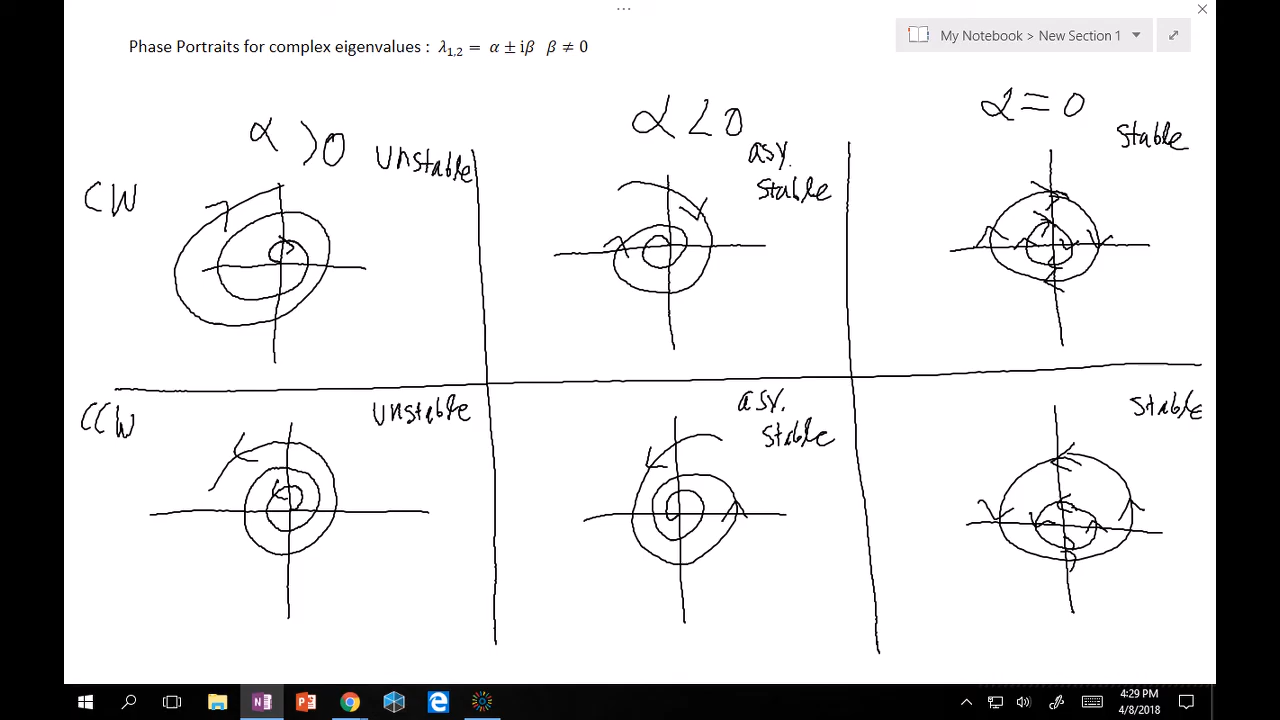 Phase Portraits for complex eigenvalues : λ1,2 = α ± iβ β ≠ 0
My Notebook > New Section 1
α > 0
α < 0
α = 0
CW
unstable
asy.
stable
stable
CCW
unstable
asy.
stable
stable
4:29 PM
4/8/2018